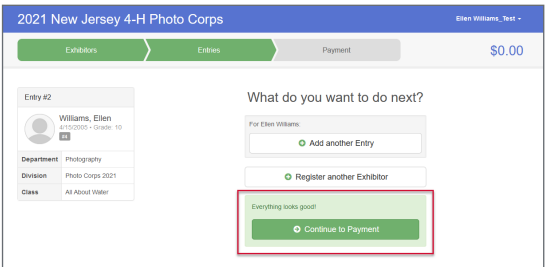 2021 New Jersey 4-H Photo Corps
Ellen Williams_Test
Exhibitors
Entries
Payment
$0.00
Entry #2
Williams, Ellen
4/15/2005 • Grade: 10
Department Photography
Division Photo Corps 2021
Class All About Water
What do you want to do next?
For Ellen Williams:
Add another Entry
Register another Exhibitor
Everything looks good!
Continue to Payment